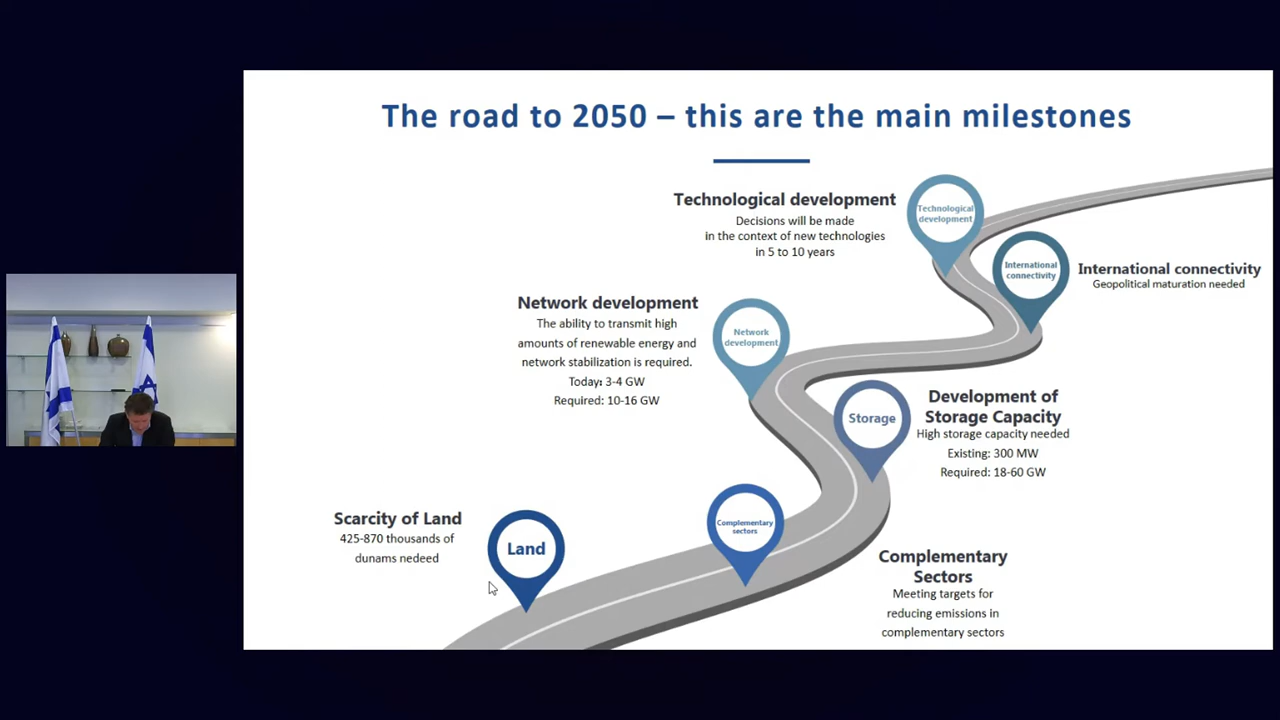 The road to 2050 – this are the main milestones
Technological development
Decisions will be made
in the context of new technologies
in 5 to 10 years
Technological
development
International
connectivity
International connectivity
Geopolitical maturation needed
Network development
The ability to transmit high
amounts of renewable energy and
network stabilization is required.
Today: 3-4 GW
Required: 10-16 GW
Network
development
Storage
Development of
Storage Capacity
High storage capacity needed
Existing: 300 MW
Required: 18-60 GW
Scarcity of Land
425-870 thousands of
dunams nedeed
Land
Complementary
sectors
Complementary
Sectors
Meeting targets for
reducing emissions in
complementary sectors